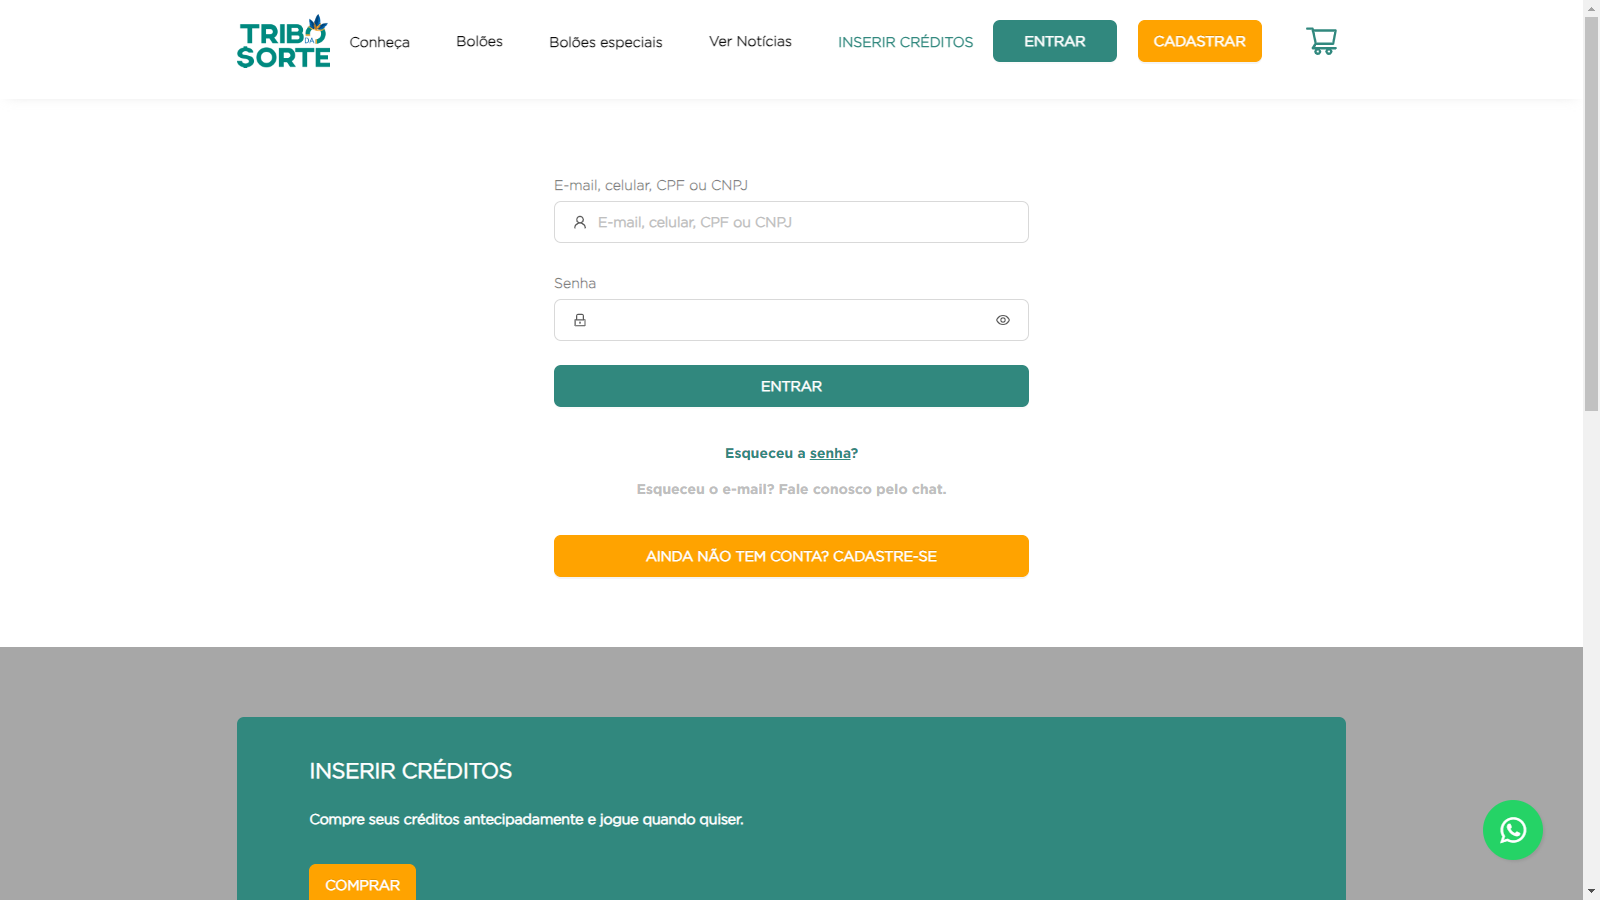 TRIBO
DA
SORTE
Conheça
Bolões
Bolões especiais
Ver Notícias
INSERIR CRÉDITOS
ENTRAR
CADASTRAR
E-mail, celular, CPF ou CNPJ
E-mail, celular, CPF ou CNPJ
Senha
ENTRAR
Esqueceu a senha?
Esqueceu o e-mail? Fale conosco pelo chat.
AINDA NÃO TEM CONTA? CADASTRE-SE
INSERIR CRÉDITOS
Compre seus créditos antecipadamente e jogue quando quiser.
COMPRAR